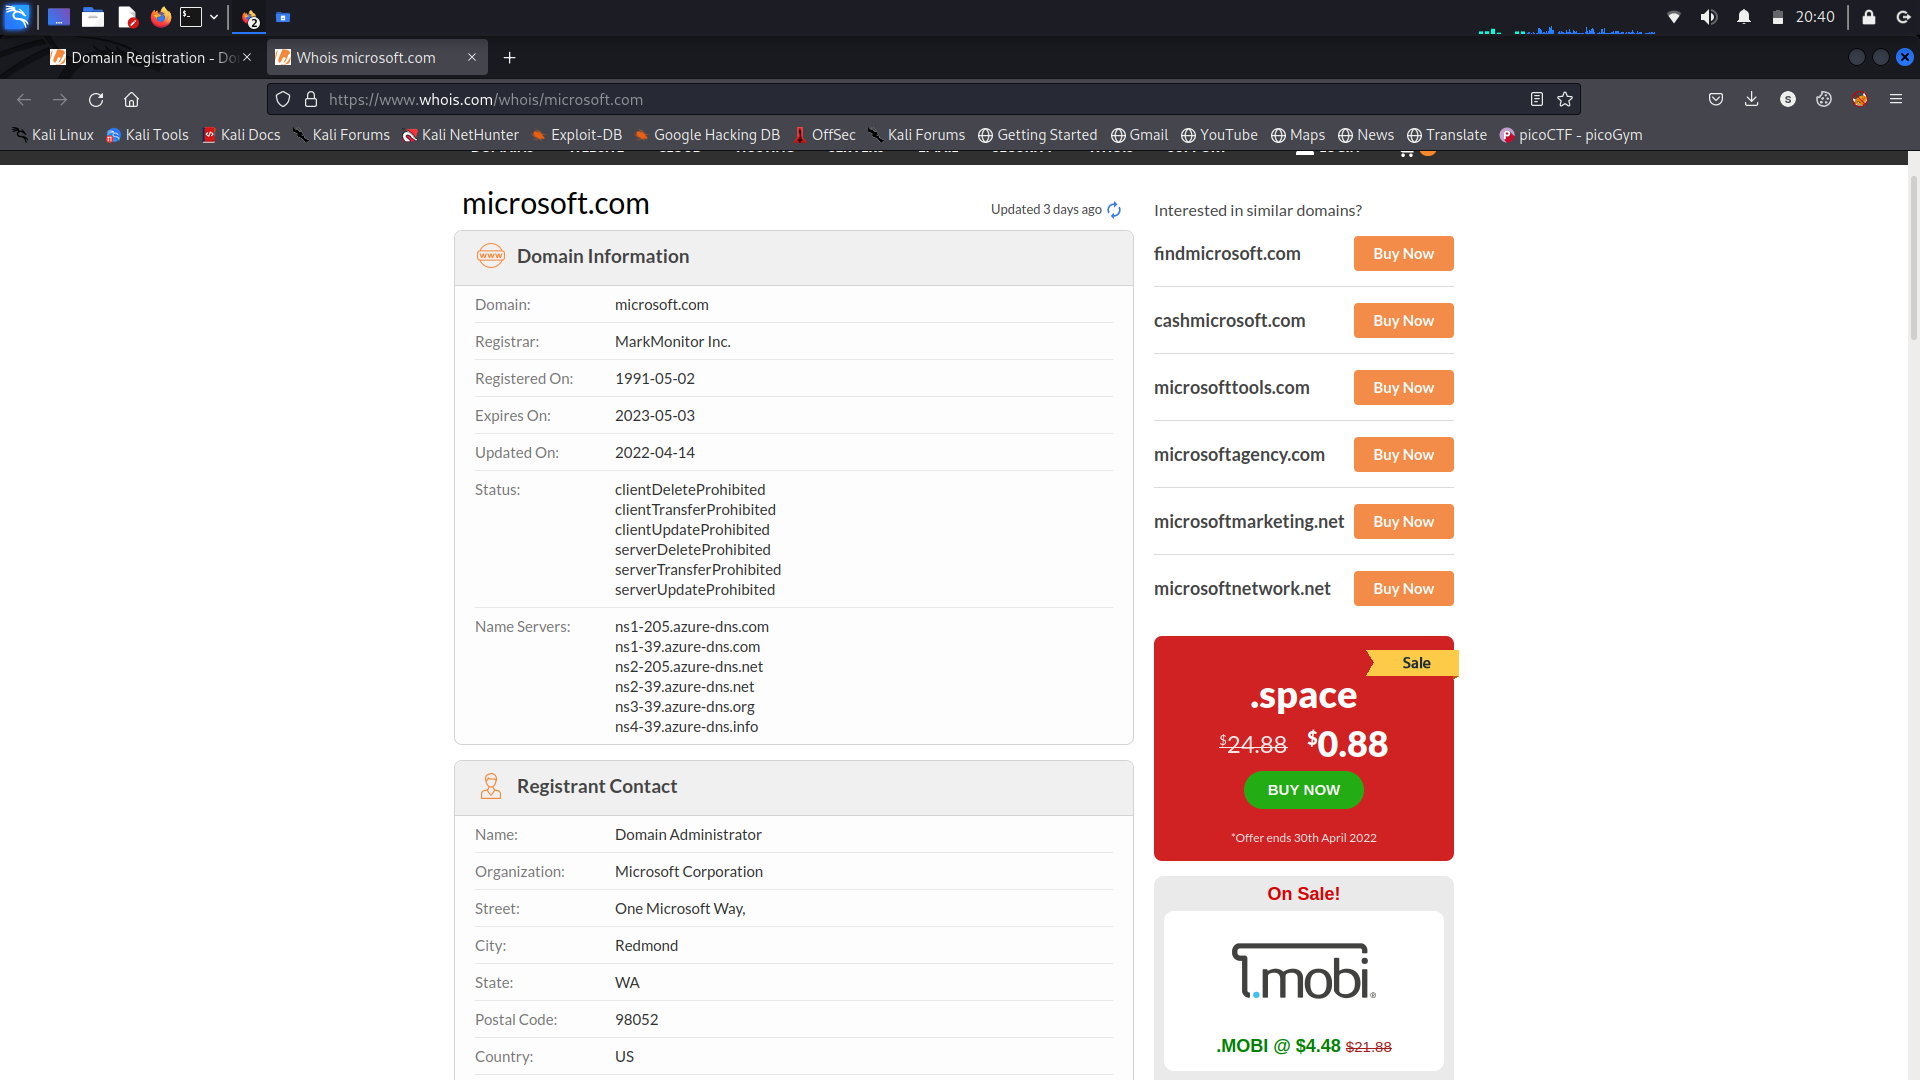 2
20:40
Domain Registration - Do
Whois microsoft.com
https://www.whois.com/whois/microsoft.com
Kali Linux
Kali Tools
Kali Docs
Kali Forums
Kali NetHunter
Exploit-DB
Google Hacking DB
OffSec
Kali Forums
Getting Started
Gmail
YouTube
Maps
News
Translate
picoCTF - picoGym
microsoft.com
Updated 3 days ago
www
Domain Information
Domain: microsoft.com
Registrar: MarkMonitor Inc.
Registered On: 1991-05-02
Expires On: 2023-05-03
Updated On: 2022-04-14
Status: clientDeleteProhibited
clientTransferProhibited
clientUpdateProhibited
serverDeleteProhibited
serverTransferProhibited
serverUpdateProhibited
Name Servers: ns1-205.azure-dns.com
ns1-39.azure-dns.com
ns2-205.azure-dns.net
ns2-39.azure-dns.net
ns3-39.azure-dns.org
ns4-39.azure-dns.info
Registrant Contact
Name: Domain Administrator
Organization: Microsoft Corporation
Street: One Microsoft Way,
City: Redmond
State: WA
Postal Code: 98052
Country: US
Interested in similar domains?
findmicrosoft.com Buy Now
cashmicrosoft.com Buy Now
microsofttools.com Buy Now
microsoftagency.com Buy Now
microsoftmarketing.net Buy Now
microsoftnetwork.net Buy Now
Sale
.space
$24.88 $0.88
BUY NOW
*Offer ends 30th April 2022
On Sale!
.mobi®
.MOBI @ $4.48 $21.88